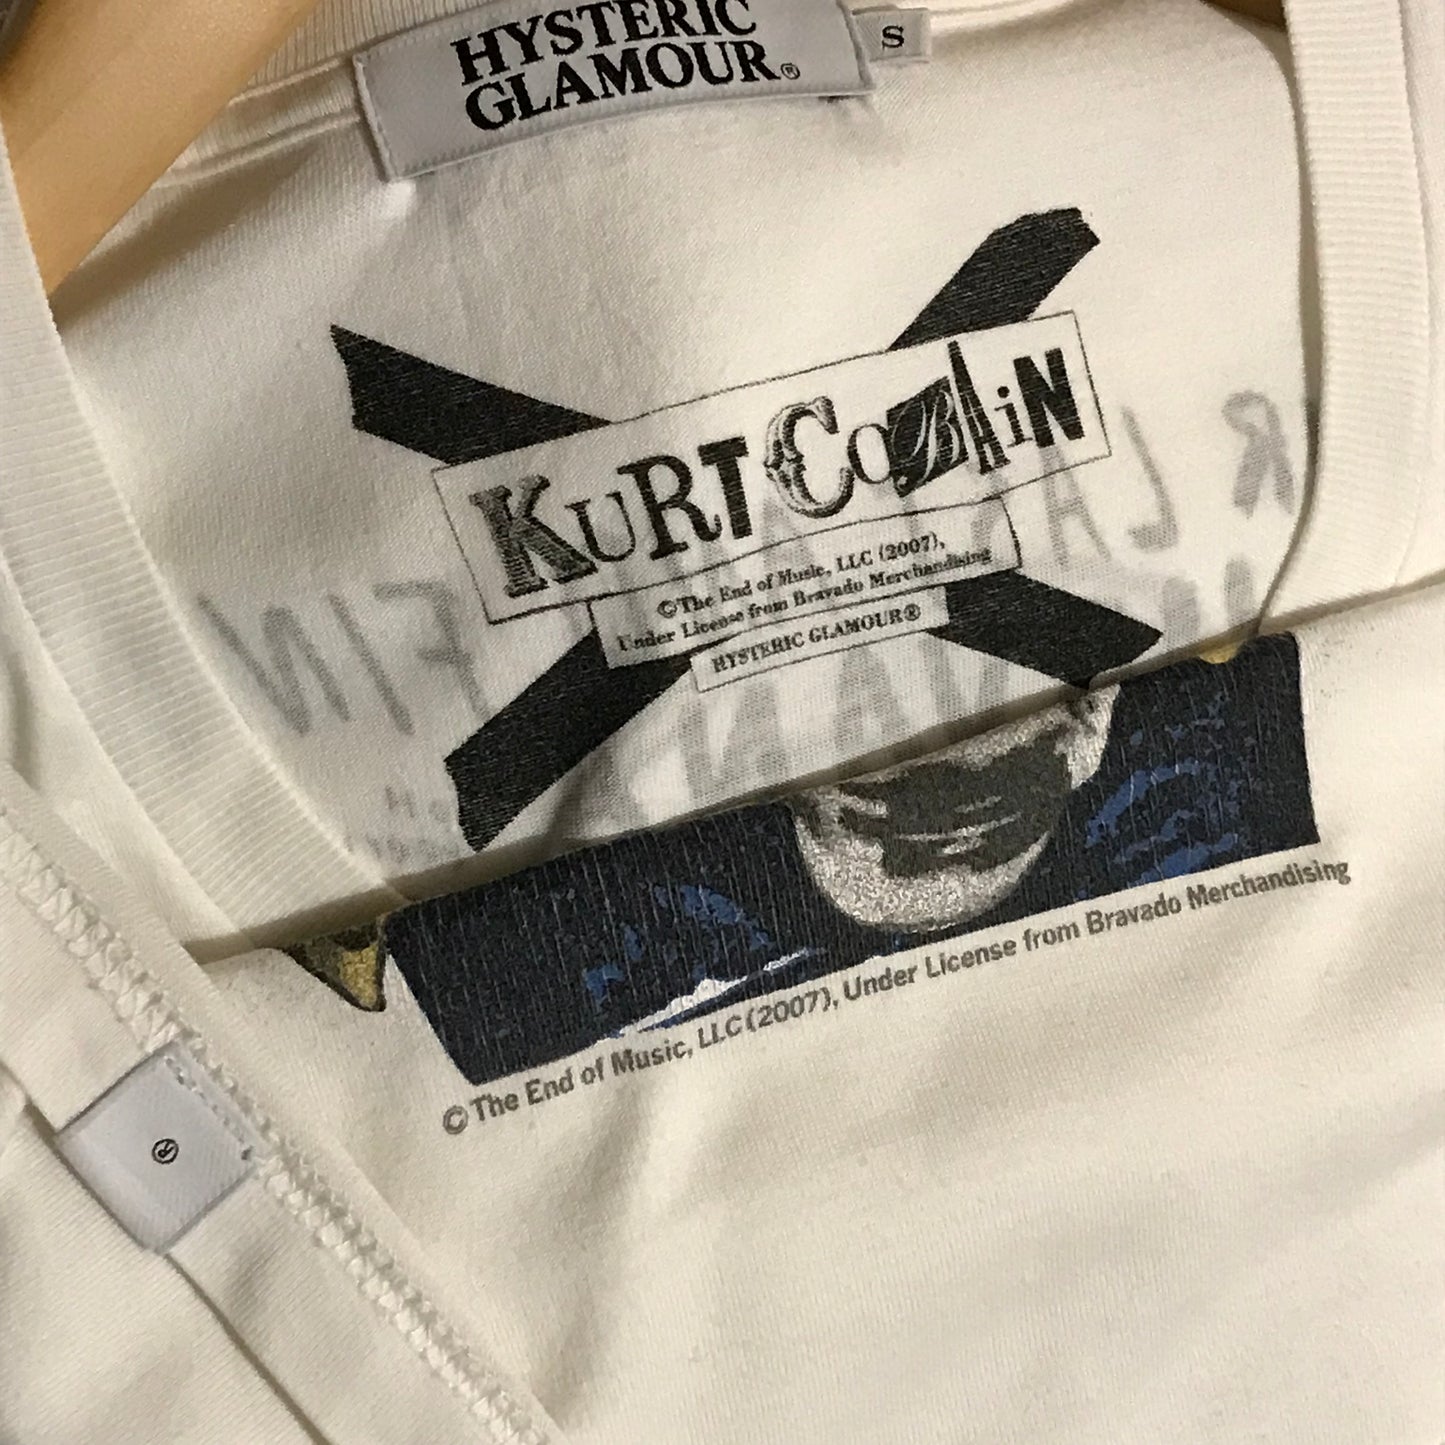 HYSTERIC
GLAMOUR®
S
KURT COBAIN
©The End of Music, LLC (2007),
Under License from Bravado Merchandising
HYSTERIC GLAMOUR®
© The End of Music, LLC (2007), Under License from Bravado Merchandising
®